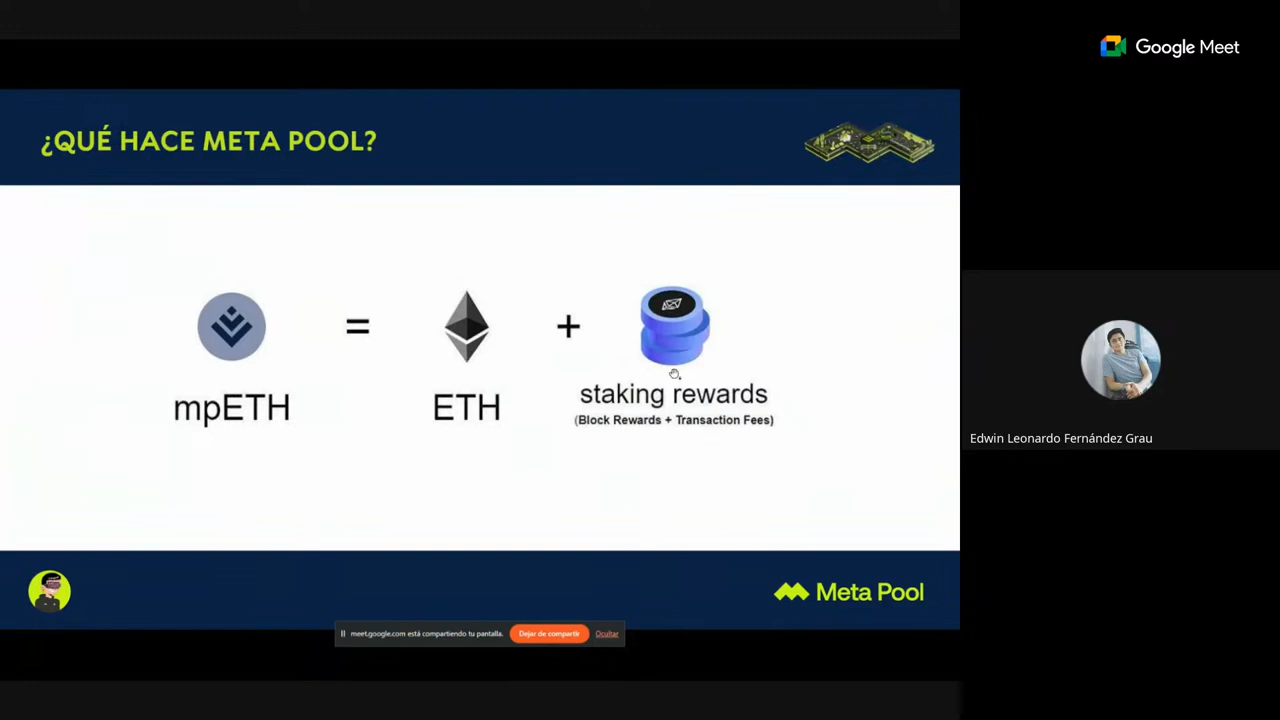 Google Meet
¿QUÉ HACE META POOL?
=
+
mpETH
ETH
staking rewards
(Block Rewards + Transaction Fees)
Edwin Leonardo Fernández Grau
Meta Pool
meet.google.com está compartiendo tu pantalla.
Dejar de compartir
Ocultar